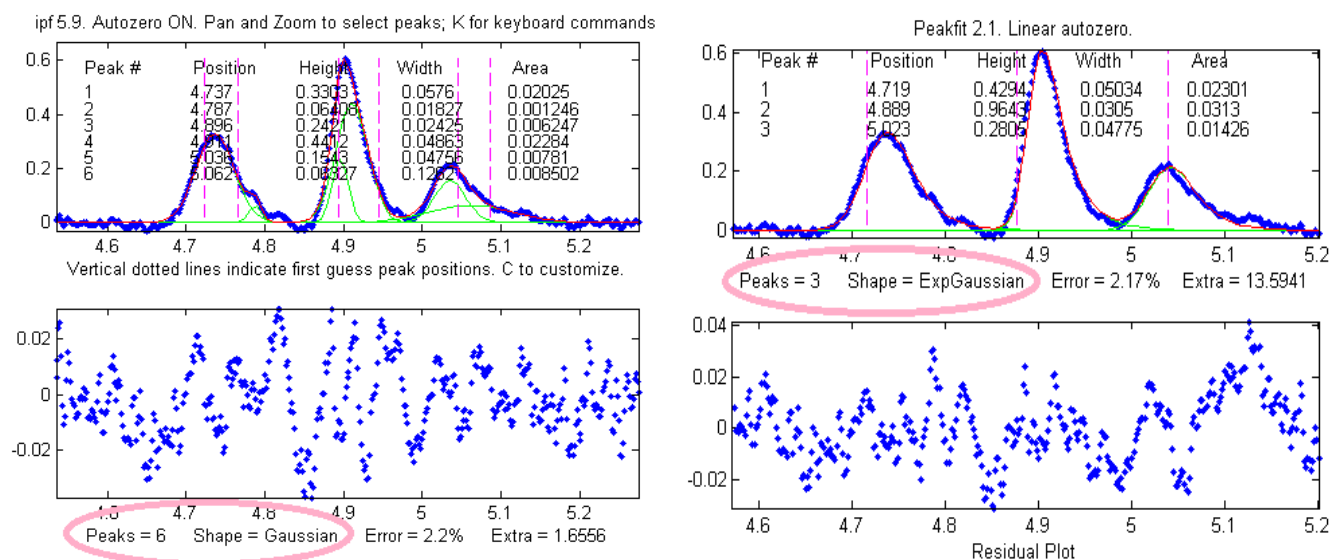 ipf 5.9. Autozero ON. Pan and Zoom to select peaks; K for keyboard commands
0.6
0.4
0.2
0
Peak # Position Height Width Area
1 4.737 0.3303 0.0576 0.02025
2 4.787 0.06408 0.01827 0.001246
3 4.896 0.2421 0.02425 0.006247
4 0.4412 0.04863 0.02284
5 0.1543 0.04756 0.00781
6 0.008502
4.6 4.7 4.8 4.9 5 5.1 5.2
Vertical dotted lines indicate first guess peak positions. C to customize.
0.02
0
-0.02
4.6 4.7 4.8 4.9 5 5.1 5.2
Peaks = 6 Shape = Gaussian Error = 2.2% Extra = 1.6556
Peakfit 2.1. Linear autozero.
0.6
0.4
0.2
0
Peak # Position Height Width Area
1 4.719 0.4294 0.05034 0.02301
2 4.889 0.9643 0.0305 0.0313
3 5.023 0.2805 0.04775 0.01426
4.6 4.7 4.8 4.9 5 5.1 5.2
Peaks = 3 Shape = ExpGaussian Error = 2.17% Extra = 13.5941
0.04
0.02
0
-0.02
4.6 4.7 4.8 4.9 5 5.1 5.2
Residual Plot